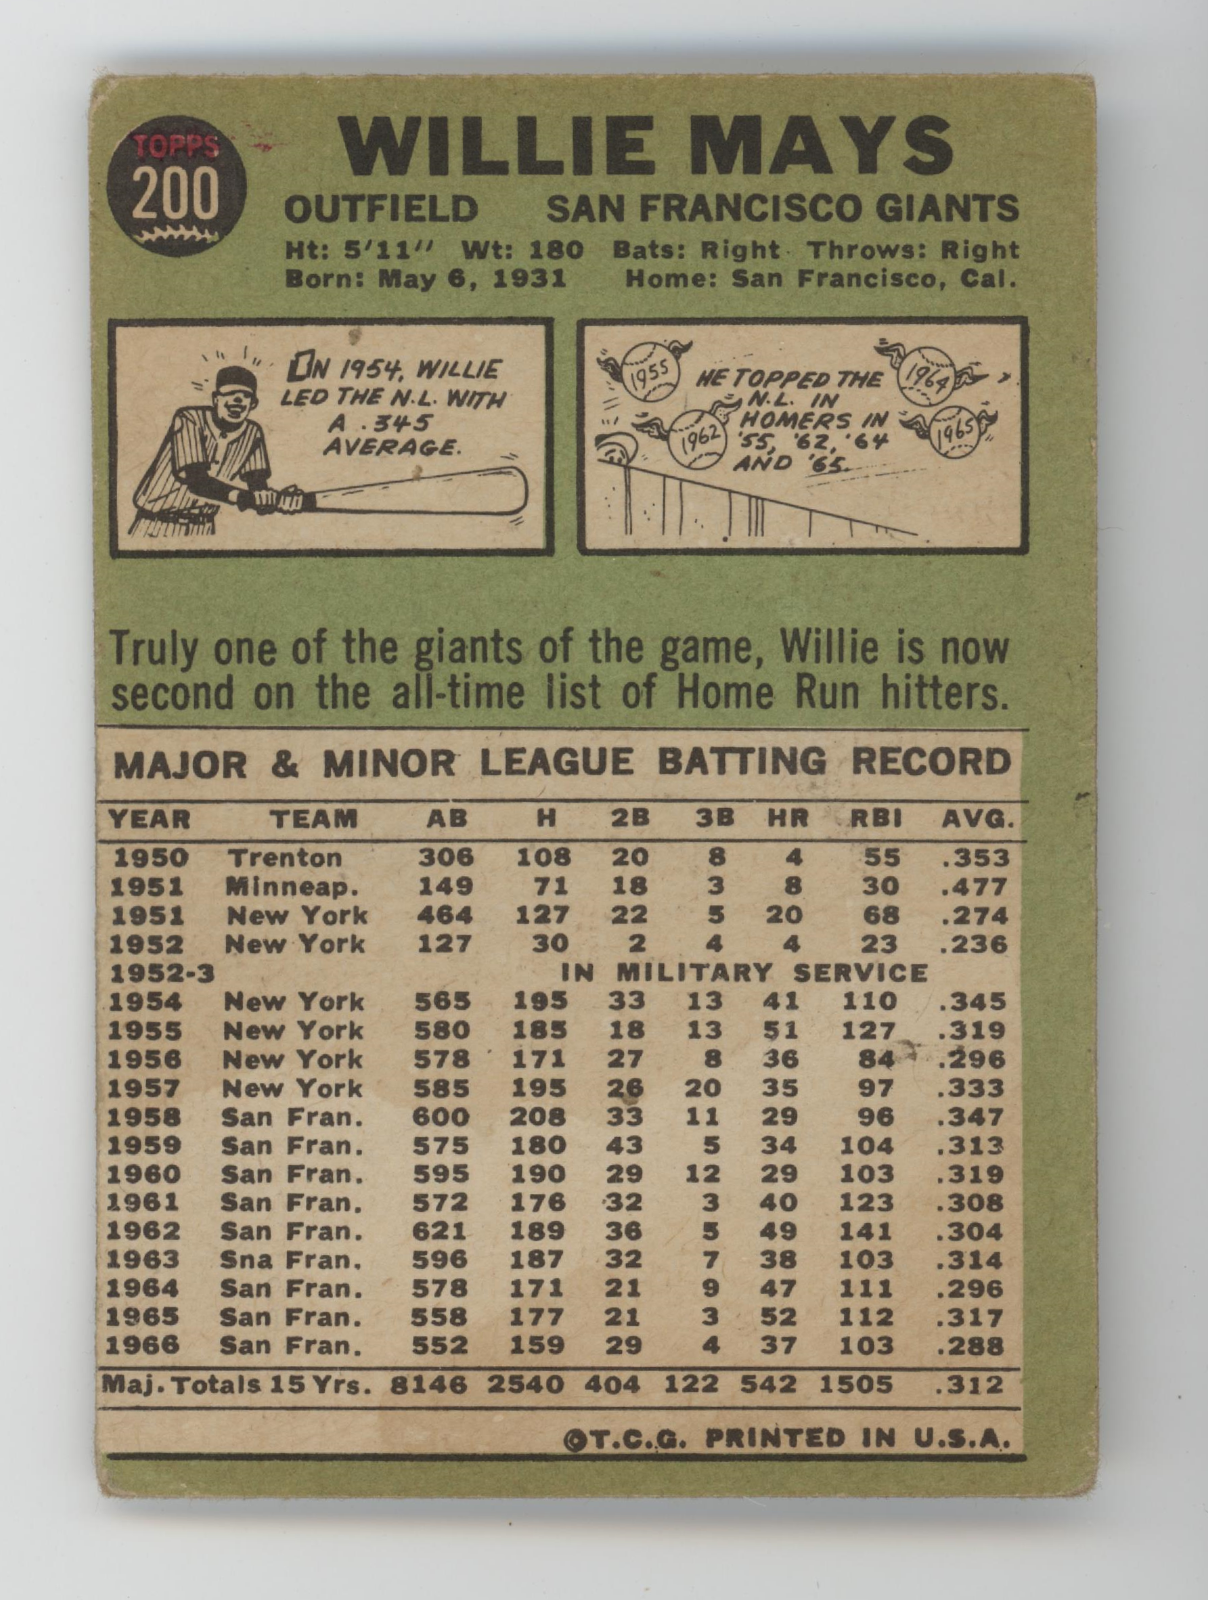 TOPPS
200
WILLIE MAYS
OUTFIELD SAN FRANCISCO GIANTS
Ht: 5'11" Wt: 180 Bats: Right Throws: Right
Born: May 6, 1931 Home: San Francisco, Cal.
ON 1954, WILLIE
LED THE N.L. WITH
A .345
AVERAGE.
1955
1964
1962
1965
HE TOPPED THE
N.L. IN
HOMERS IN
'55, '62, '64
AND '65.
Truly one of the giants of the game, Willie is now
second on the all-time list of Home Run hitters.
MAJOR & MINOR LEAGUE BATTING RECORD
YEAR TEAM AB H 2B 3B HR RBI AVG.
1950 Trenton 306 108 20 8 4 55 .353
1951 Minneap. 149 71 18 3 8 30 .477
1951 New York 464 127 22 5 20 68 .274
1952 New York 127 30 2 4 4 23 .236
1952-3 IN MILITARY SERVICE
1954 New York 565 195 33 13 41 110 .345
1955 New York 580 185 18 13 51 127 .319
1956 New York 578 171 27 8 36 84 .296
1957 New York 585 195 26 20 35 97 .333
1958 San Fran. 600 208 33 11 29 96 .347
1959 San Fran. 575 180 43 5 34 104 .313
1960 San Fran. 595 190 29 12 29 103 .319
1961 San Fran. 572 176 32 3 40 123 .308
1962 San Fran. 621 189 36 5 49 141 .304
1963 Sna Fran. 596 187 32 7 38 103 .314
1964 San Fran. 578 171 21 9 47 111 .296
1965 San Fran. 558 177 21 3 52 112 .317
1966 San Fran. 552 159 29 4 37 103 .288
Maj. Totals 15 Yrs. 8146 2540 404 122 542 1505 .312
©T.C.G. PRINTED IN U.S.A.